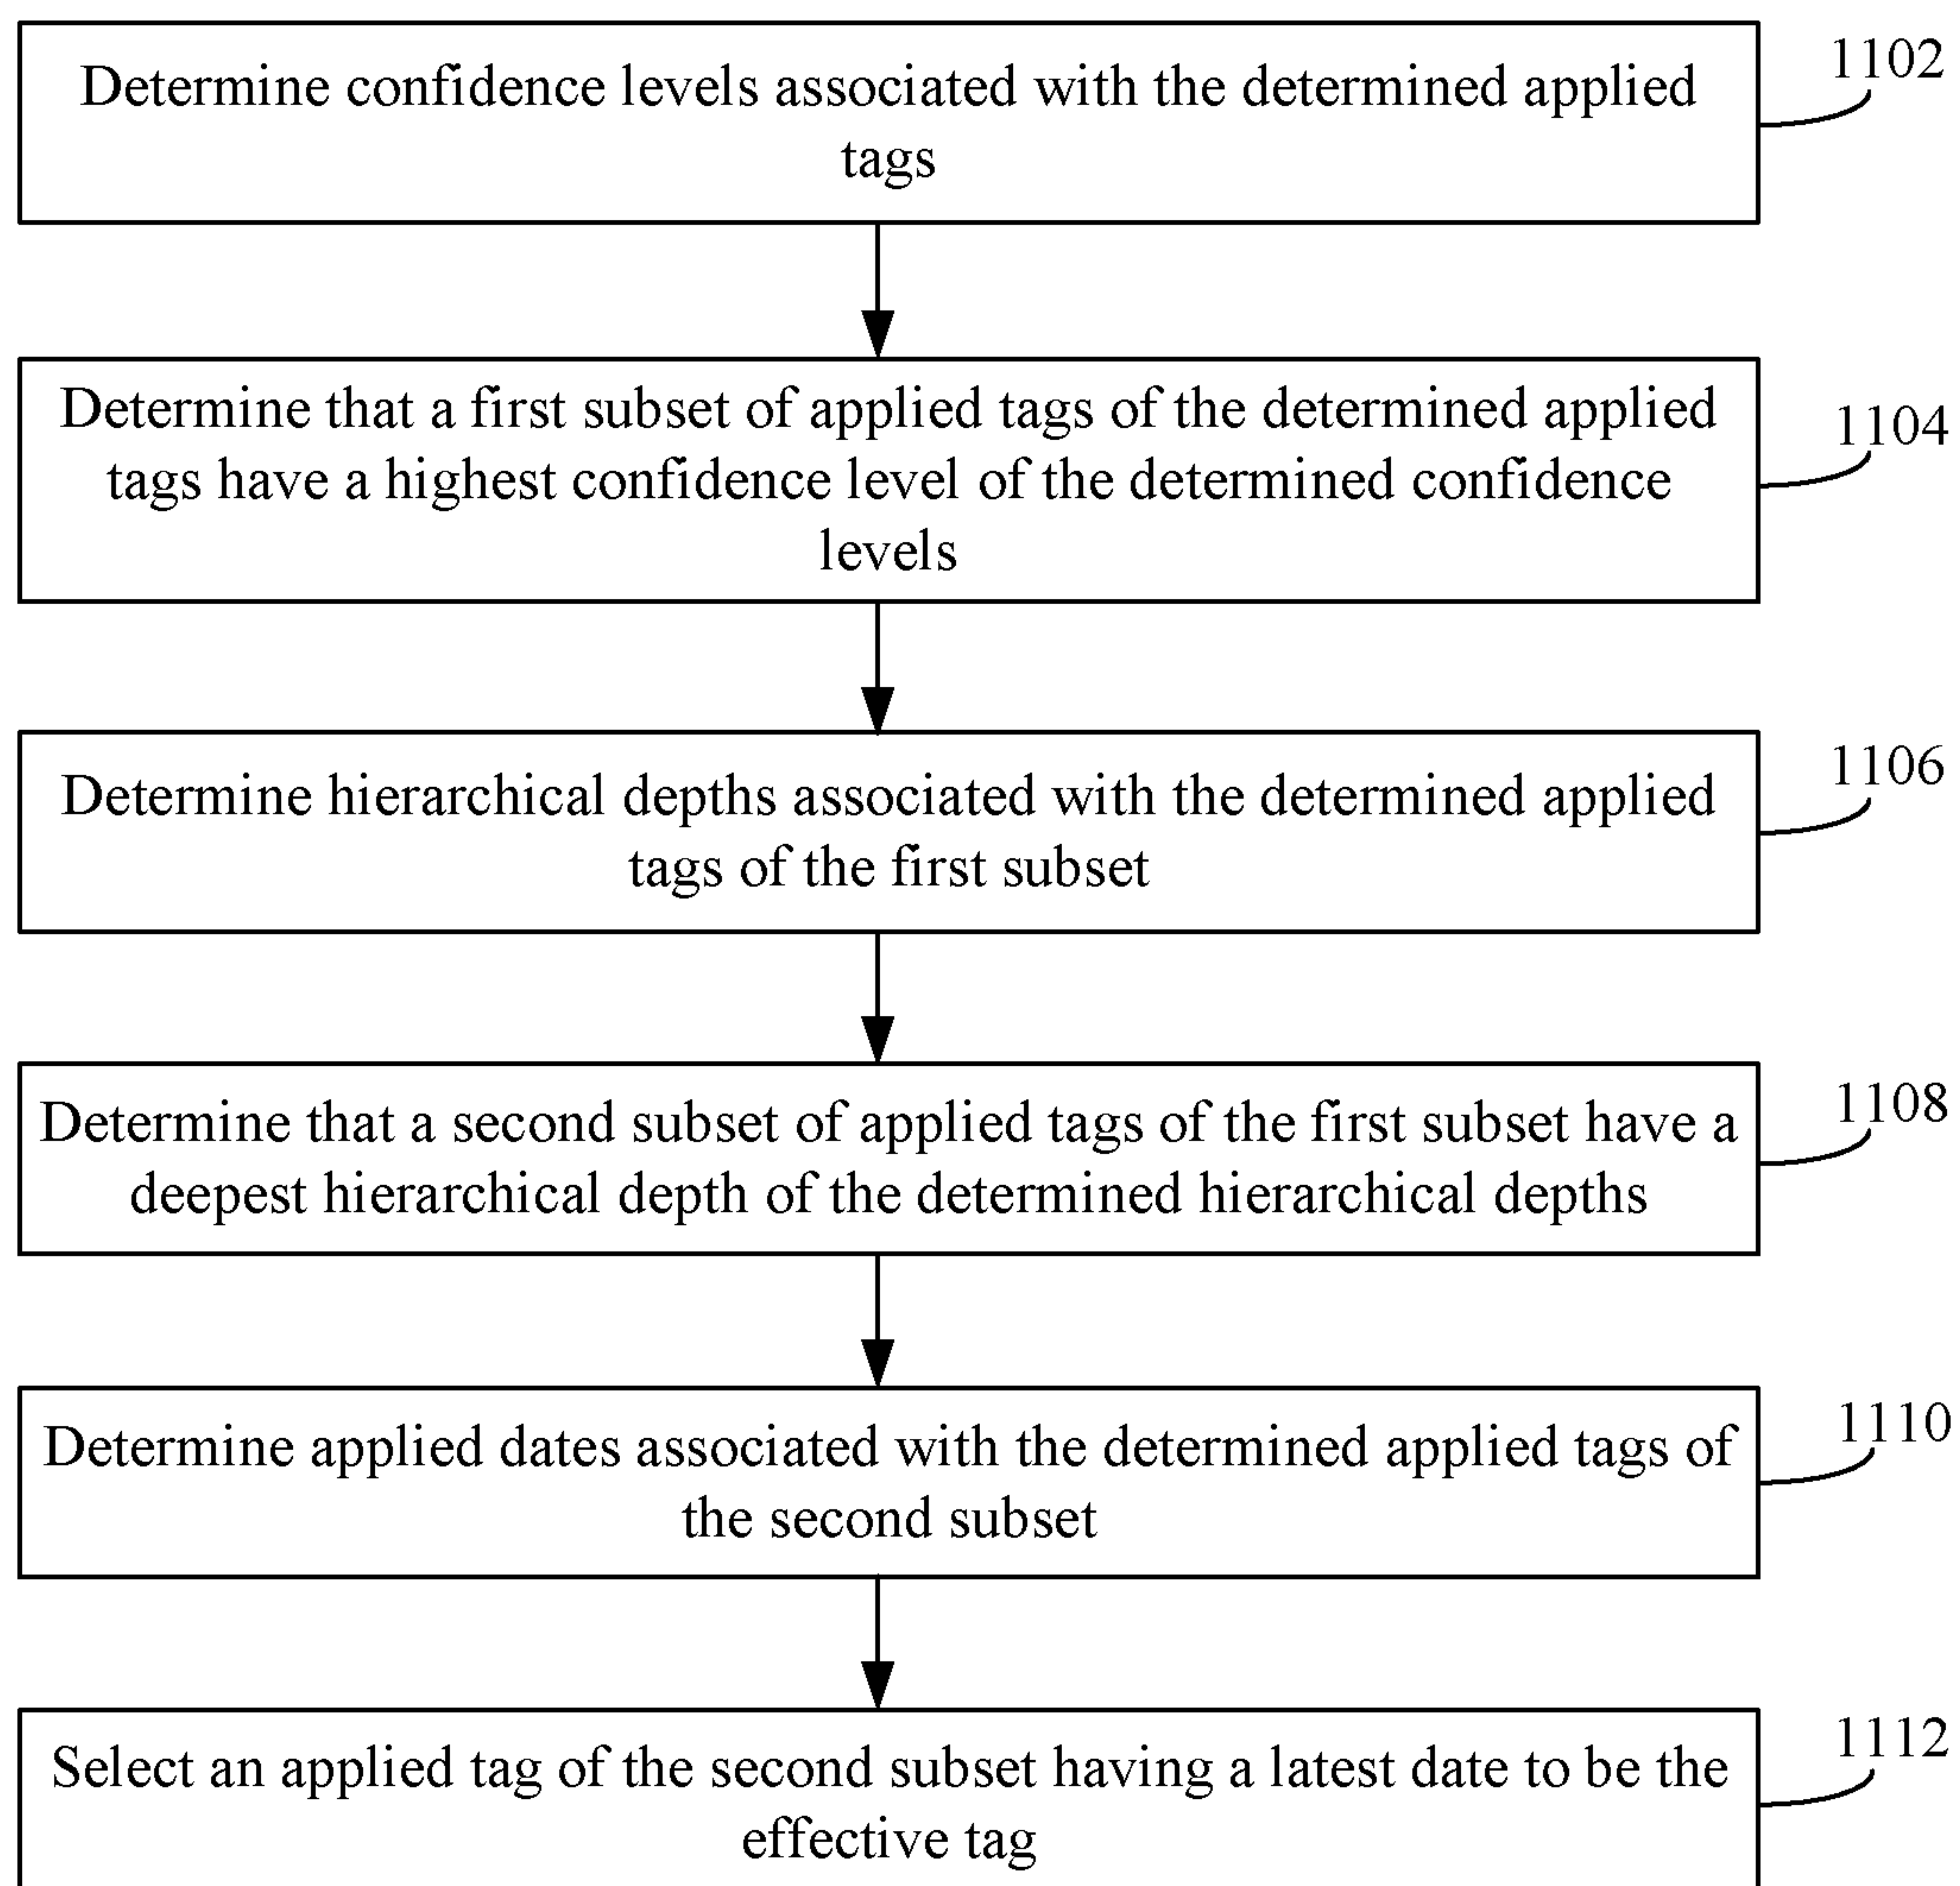 Determine confidence levels associated with the determined applied
tags
1102
Determine that a first subset of applied tags of the determined applied
tags have a highest confidence level of the determined confidence
levels
1104
Determine hierarchical depths associated with the determined applied
tags of the first subset
1106
Determine that a second subset of applied tags of the first subset have a
deepest hierarchical depth of the determined hierarchical depths
1108
Determine applied dates associated with the determined applied tags of
the second subset
1110
Select an applied tag of the second subset having a latest date to be the
effective tag
1112